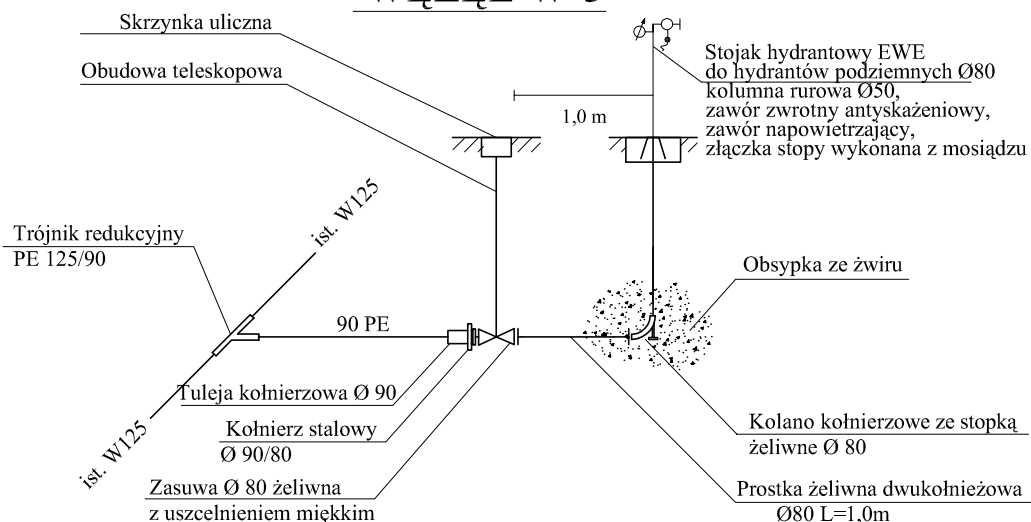 Skrzynka uliczna
Obudowa teleskopowa
Stojak hydrantowy EWE
do hydrantów podziemnych Ø80
kolumna rurowa Ø50,
zawór zwrotny antyskażeniowy,
zawór napowietrzający,
złączka stopy wykonana z mosiądzu
1,0 m
ist. W125
Trójnik redukcyjny
PE 125/90
Obsypka ze żwiru
90 PE
Tuleja kołnierzowa Ø 90
Kołnierz stalowy
Ø 90/80
Kolano kołnierzowe ze stopką
żeliwne Ø 80
ist. W125
Zasuwa Ø 80 żeliwna
z uszcelnieniem miękkim
Prostka żeliwna dwukołnieżowa
Ø80 L=1,0m